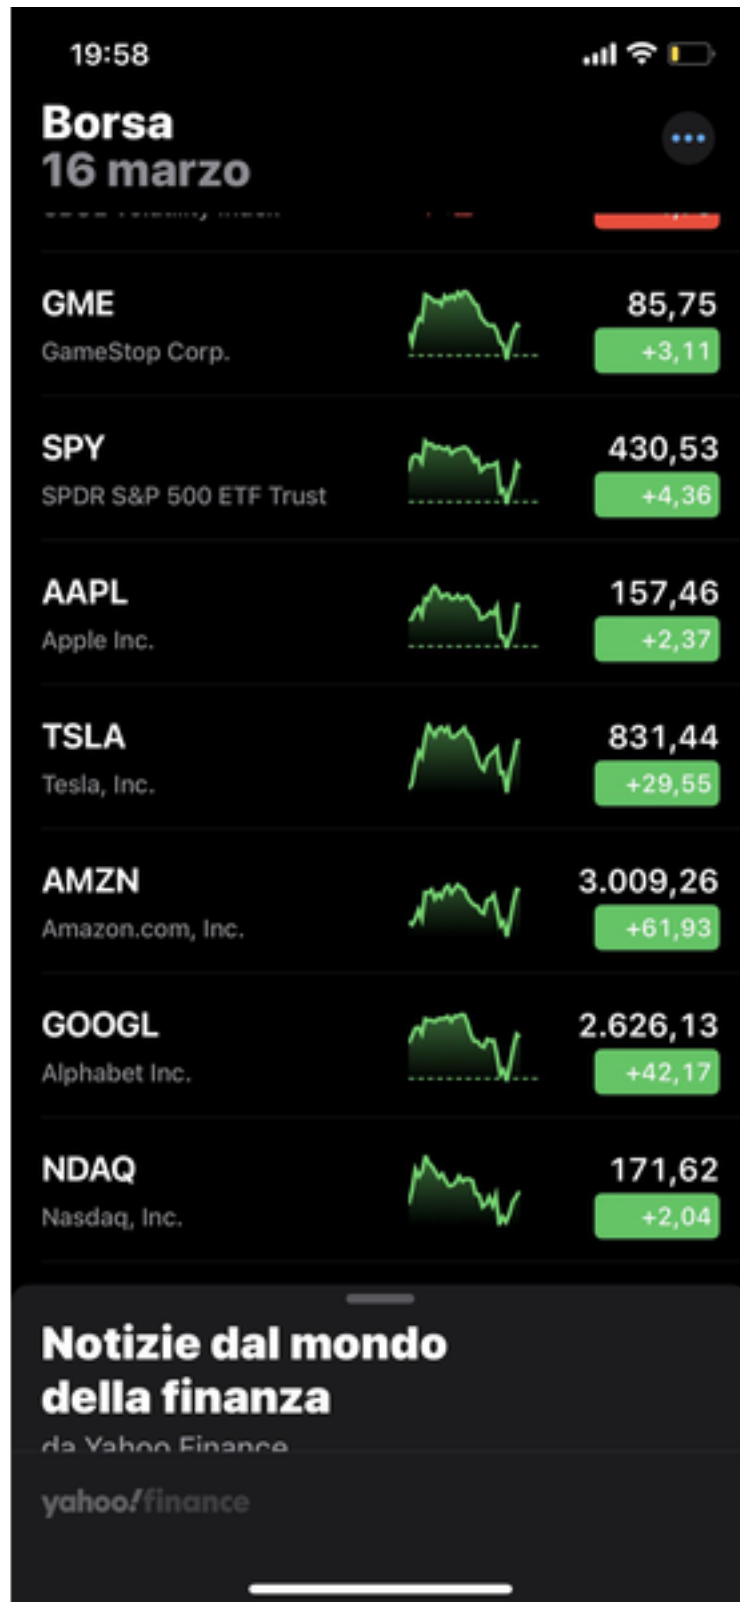 19:58
Borsa
16 marzo
GME 85,75
GameStop Corp. +3,11
SPY 430,53
SPDR S&P 500 ETF Trust +4,36
AAPL 157,46
Apple Inc. +2,37
TSLA 831,44
Tesla, Inc. +29,55
AMZN 3.009,26
Amazon.com, Inc. +61,93
GOOGL 2.626,13
Alphabet Inc. +42,17
NDAQ 171,62
Nasdaq, Inc. +2,04
Notizie dal mondo
della finanza
da Yahoo Finance
yahoo!finance